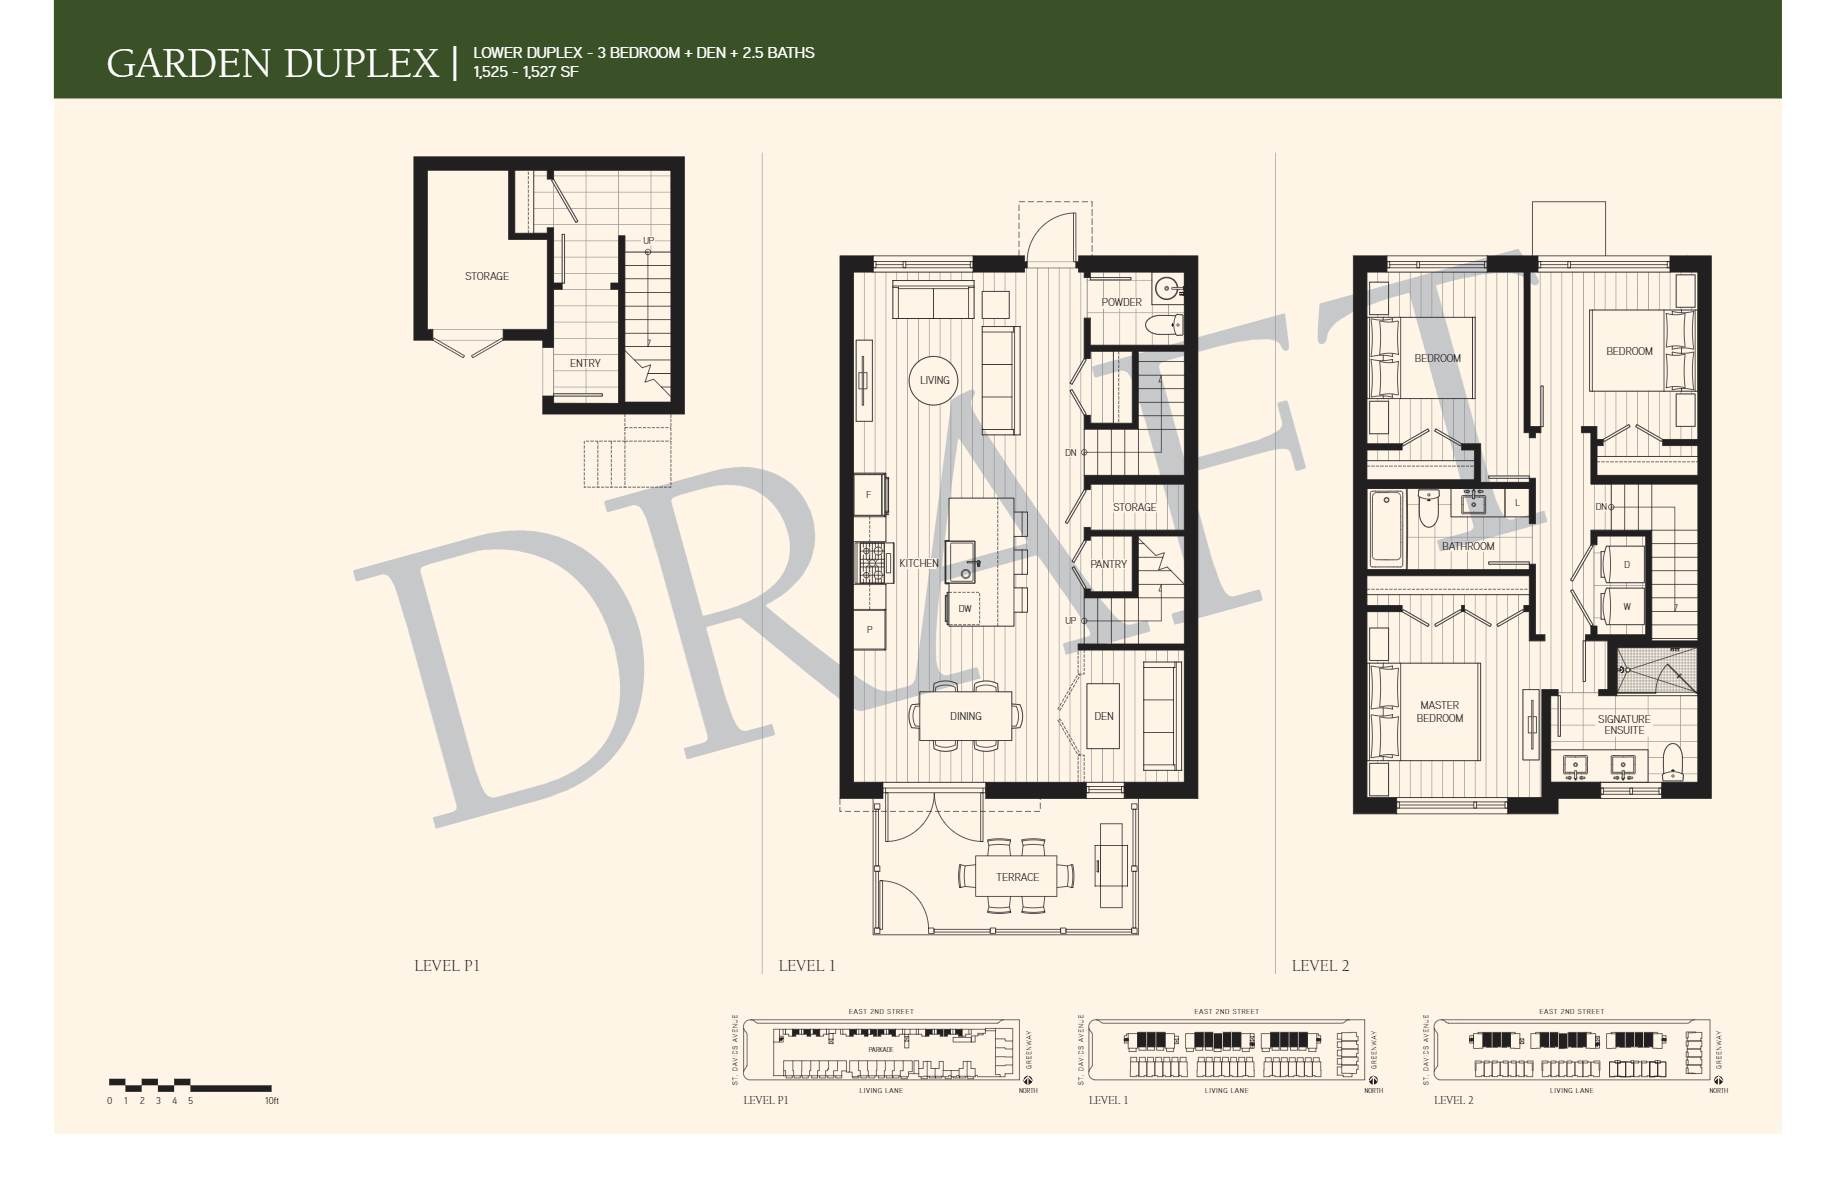 GARDEN DUPLEX
LOWER DUPLEX - 3 BEDROOM + DEN + 2.5 BATHS
1,525 - 1,527 SF
DRAFT
STORAGE
UP
ENTRY
LEVEL P1
POWDER
LIVING
DN
F
STORAGE
KITCHEN
PANTRY
DW
UP
P
DINING
DEN
TERRACE
LEVEL 1
BEDROOM
BEDROOM
L
DN
BATHROOM
D
W
MASTER
BEDROOM
SIGNATURE
ENSUITE
LEVEL 2
0 1 2 3 4 5 10ft
EAST 2ND STREET
ST. DAVIDS AVENUE
PARKADE
GREENWAY
LIVING LANE
NORTH
LEVEL P1
EAST 2ND STREET
ST. DAVIDS AVENUE
GREENWAY
LIVING LANE
NORTH
LEVEL 1
EAST 2ND STREET
ST. DAVIDS AVENUE
GREENWAY
LIVING LANE
NORTH
LEVEL 2